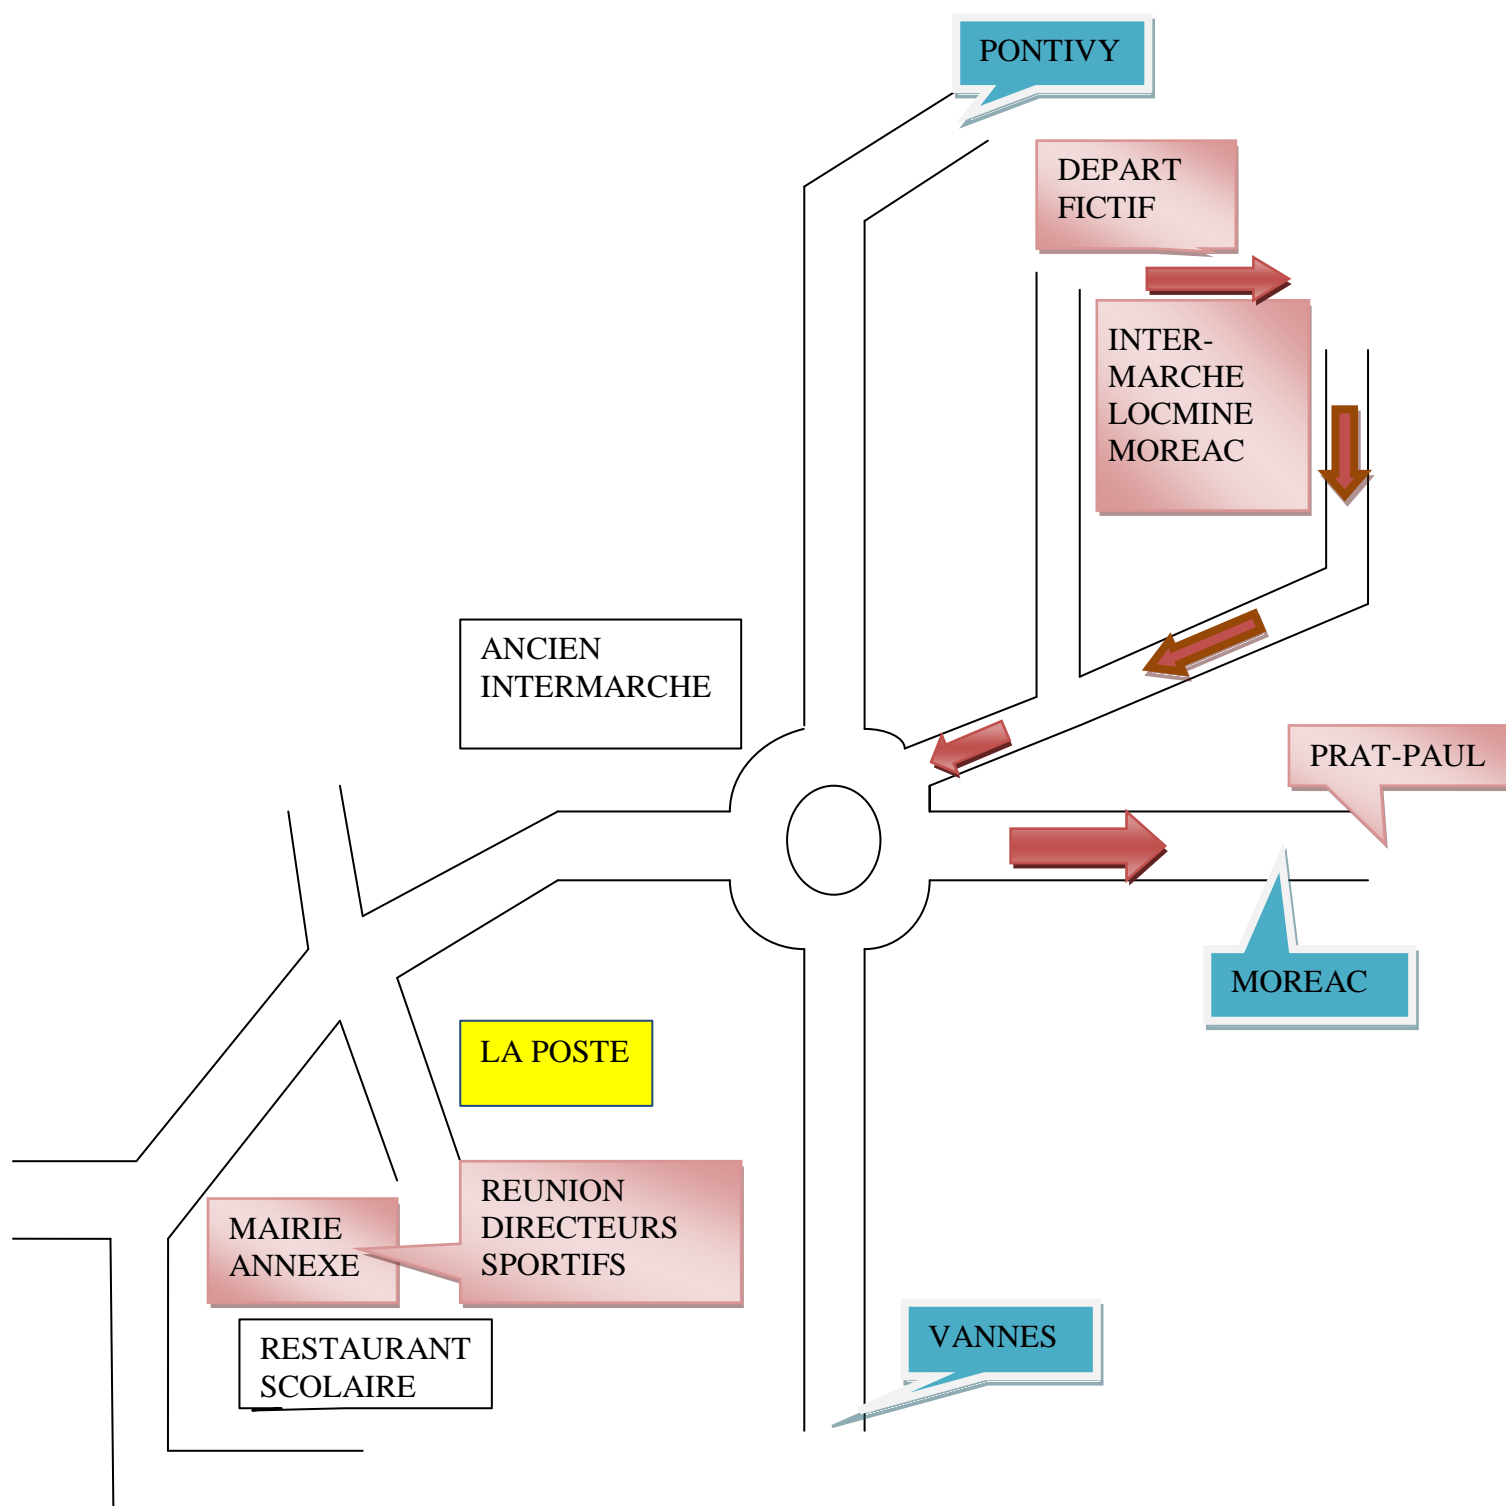 PONTIVY
DEPART
FICTIF
INTER-
MARCHE
LOCMINE
MOREAC
ANCIEN
INTERMARCHE
PRAT-PAUL
MOREAC
LA POSTE
REUNION
DIRECTEURS
SPORTIFS
MAIRIE
ANNEXE
VANNES
RESTAURANT
SCOLAIRE